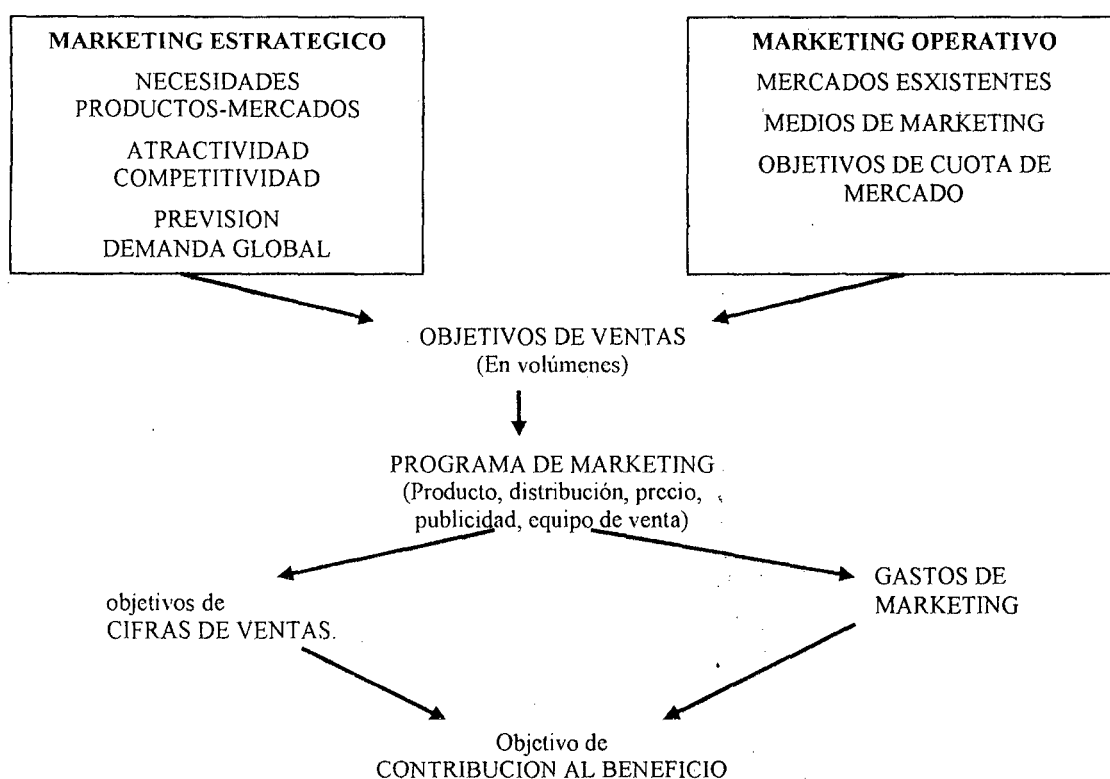 MARKETING ESTRATEGICO
NECESIDADES
PRODUCTOS-MERCADOS
ATRACTIVIDAD
COMPETITIVIDAD
PREVISION
DEMANDA GLOBAL
MARKETING OPERATIVO
MERCADOS ESXISTENTES
MEDIOS DE MARKETING
OBJETIVOS DE CUOTA DE
MERCADO
OBJETIVOS DE VENTAS
(En volúmenes)
PROGRAMA DE MARKETING
(Producto, distribución, precio,
publicidad, equipo de venta)
objetivos de
CIFRAS DE VENTAS.
GASTOS DE
MARKETING
Objetivo de
CONTRIBUCION AL BENEFICIO